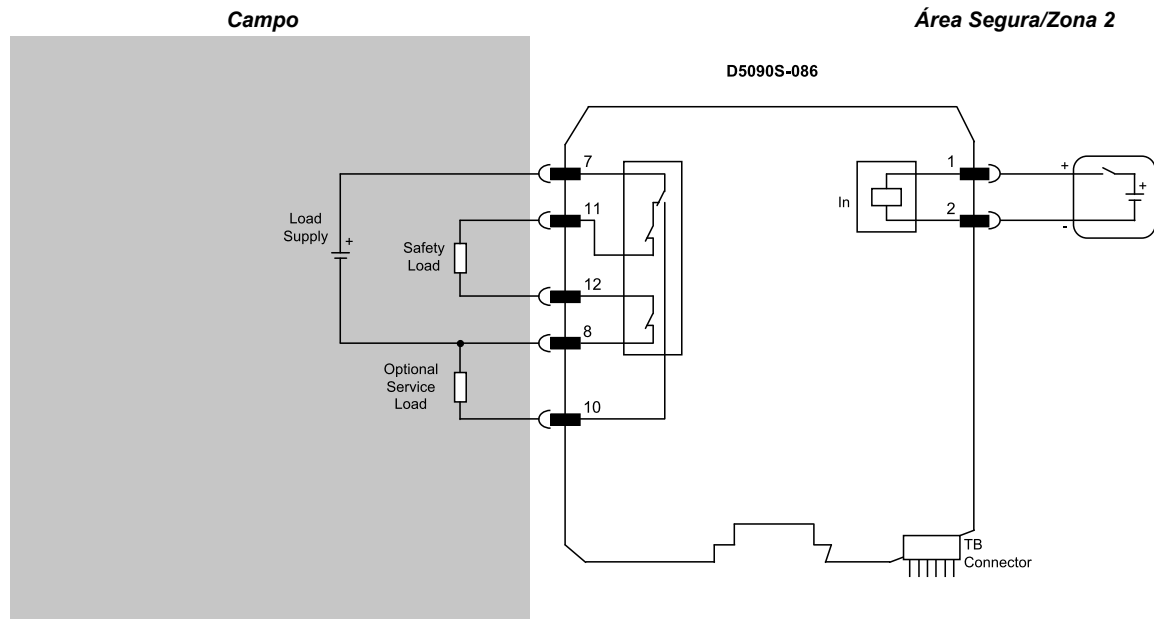 Campo
Área Segura/Zona 2
D5090S-086
7
11
12
8
10
Load
Supply
+
Safety
Load
Optional
Service
Load
In
1
2
+
-
+
TB
Connector